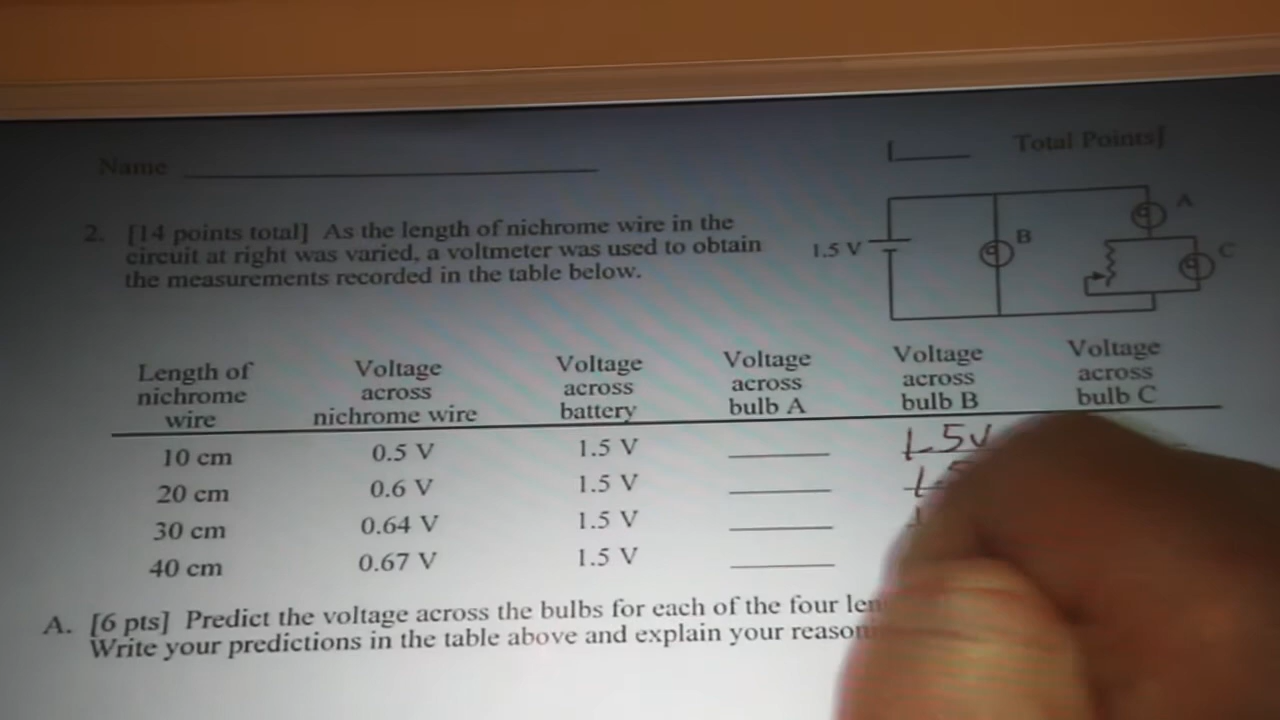 Name
Total Points[
2. [14 points total] As the length of nichrome wire in the
circuit at right was varied, a voltmeter was used to obtain
the measurements recorded in the table below.
1.5 V
A
B
C
Length of nichrome wire
Voltage across nichrome wire
Voltage across battery
Voltage across bulb A
Voltage across bulb B
Voltage across bulb C
10 cm 0.5 V 1.5 V 1.5V
20 cm 0.6 V 1.5 V
30 cm 0.64 V 1.5 V
40 cm 0.67 V 1.5 V
A. [6 pts] Predict the voltage across the bulbs for each of the four
Write your predictions in the table above and explain your